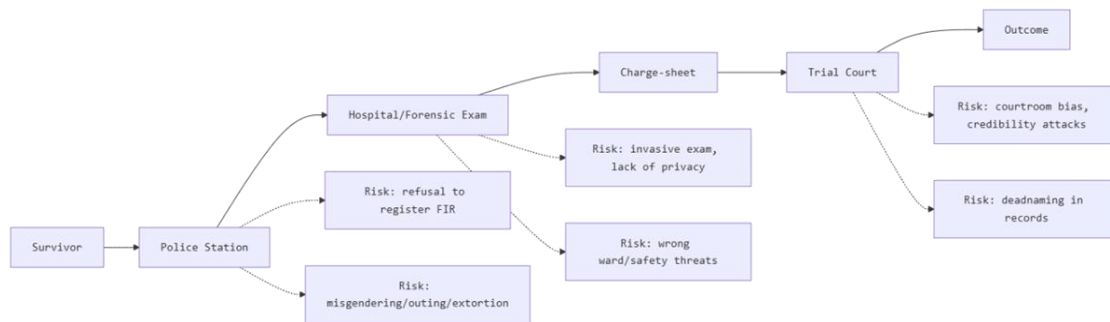 Survivor
Police Station
Risk: refusal to
register FIR
Risk:
misgendering/outing/extortion
Hospital/Forensic Exam
Risk: invasive exam,
lack of privacy
Risk: wrong
ward/safety threats
Charge-sheet
Trial Court
Outcome
Risk: courtroom bias,
credibility attacks
Risk: deadnaming in
records